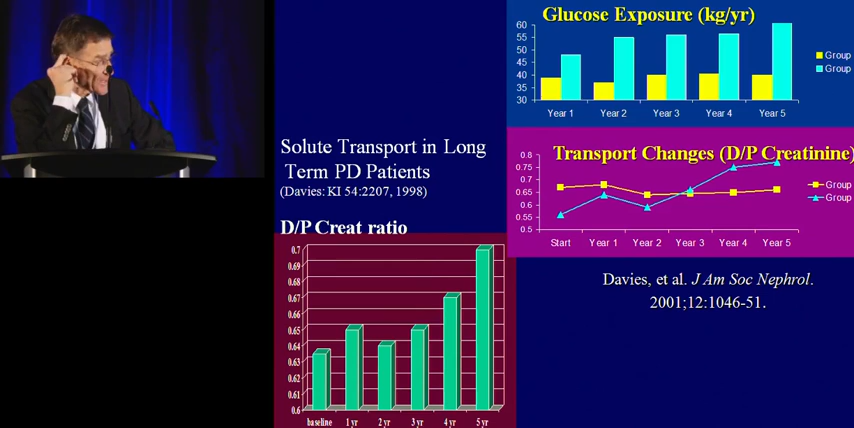 Solute Transport in Long
Term PD Patients
(Davies: KI 54:2207, 1998)
D/P Creat ratio
0.7
0.69
0.68
0.67
0.66
0.65
0.64
0.63
0.62
0.61
0.6
baseline 1 yr 2 yr 3 yr 4 yr 5 yr
Glucose Exposure (kg/yr)
60
55
50
45
40
35
30
Year 1 Year 2 Year 3 Year 4 Year 5
Group
Group
Transport Changes (D/P Creatinine)
0.8
0.75
0.7
0.65
0.6
0.55
0.5
Start Year 1 Year 2 Year 3 Year 4 Year 5
Group
Group
Davies, et al. J Am Soc Nephrol.
2001;12:1046-51.